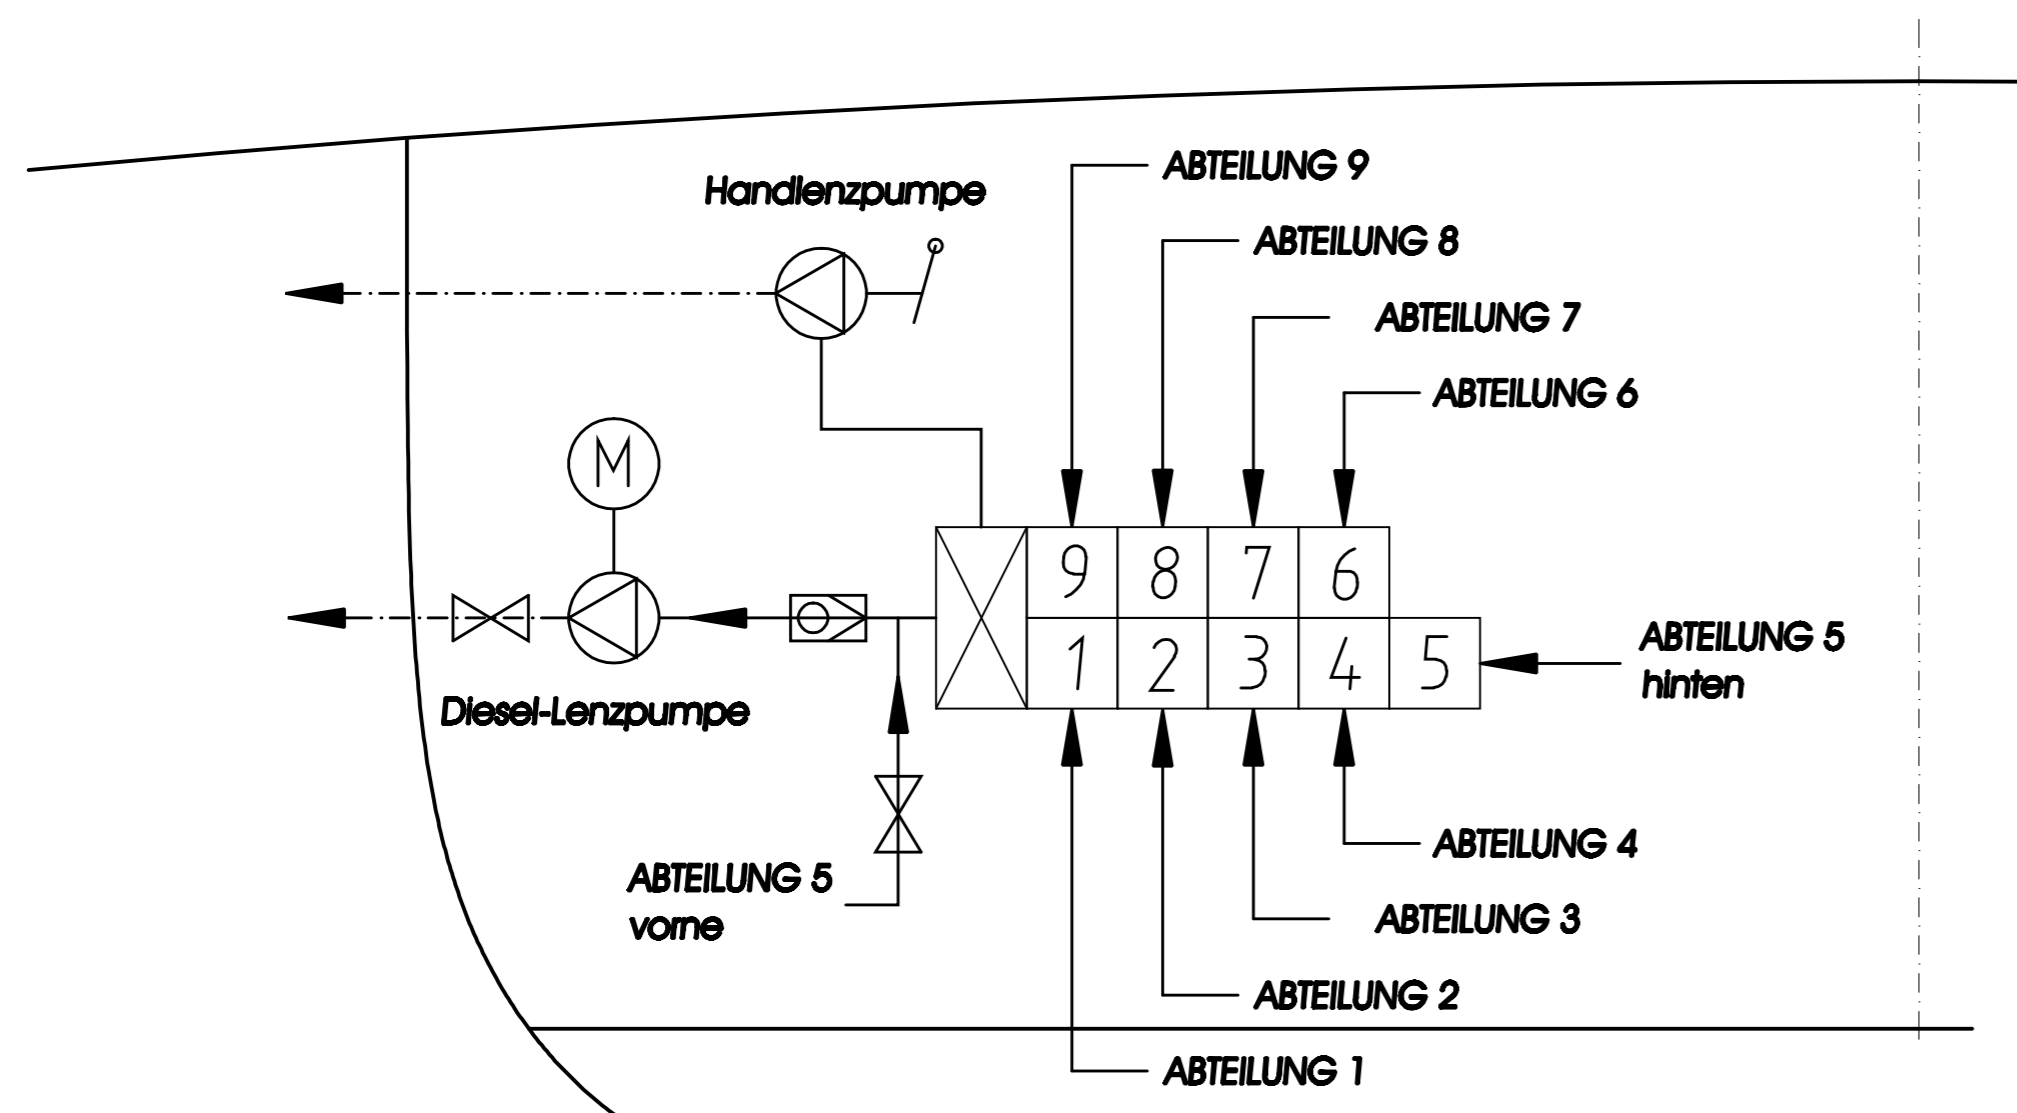 ABTEILUNG 9
Handlenzpumpe
ABTEILUNG 8
ABTEILUNG 7
ABTEILUNG 6
M
9 8 7 6
1 2 3 4 5
ABTEILUNG 5
hinten
Diesel-Lenzpumpe
ABTEILUNG 4
ABTEILUNG 5
vorne
ABTEILUNG 3
ABTEILUNG 2
ABTEILUNG 1